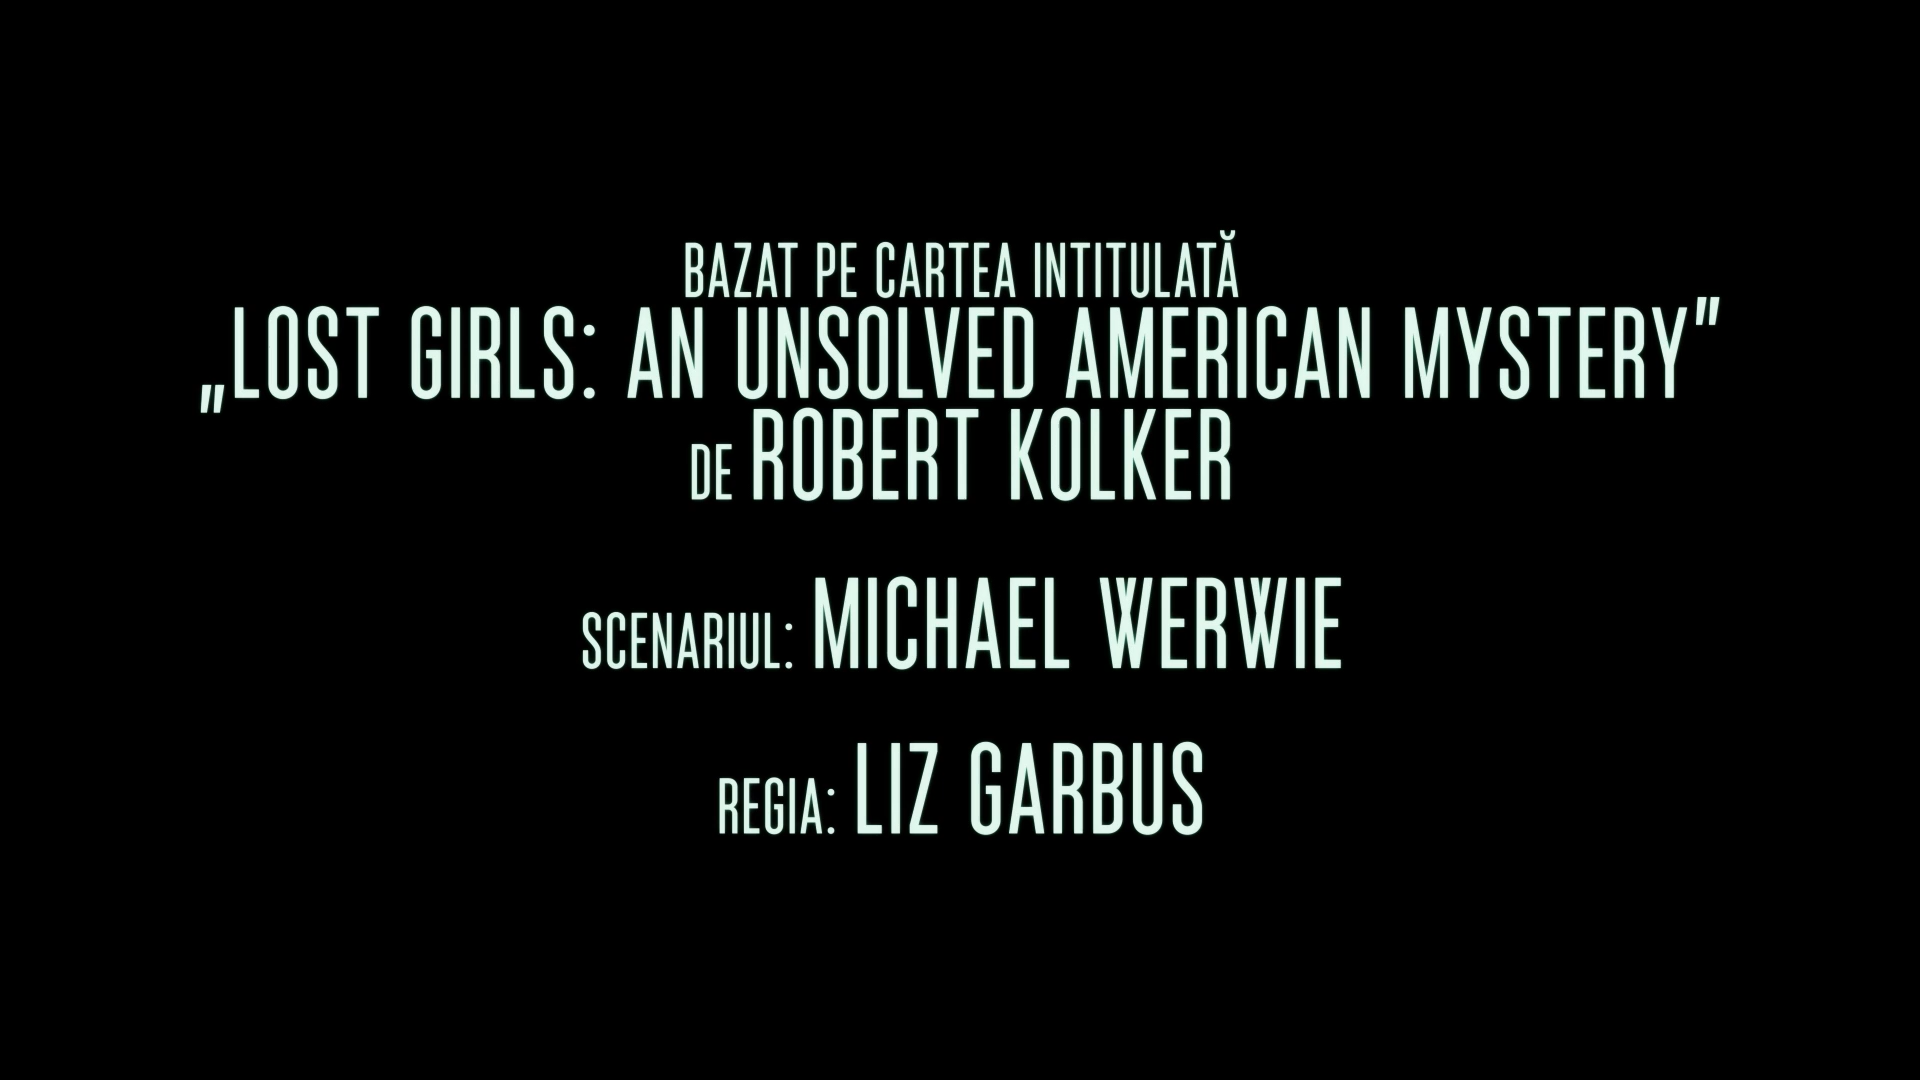 BAZAT PE CARTEA INTITULATĂ
„LOST GIRLS: AN UNSOLVED AMERICAN MYSTERY”
DE ROBERT KOLKER
SCENARIUL: MICHAEL WERWIE
REGIA: LIZ GARBUS